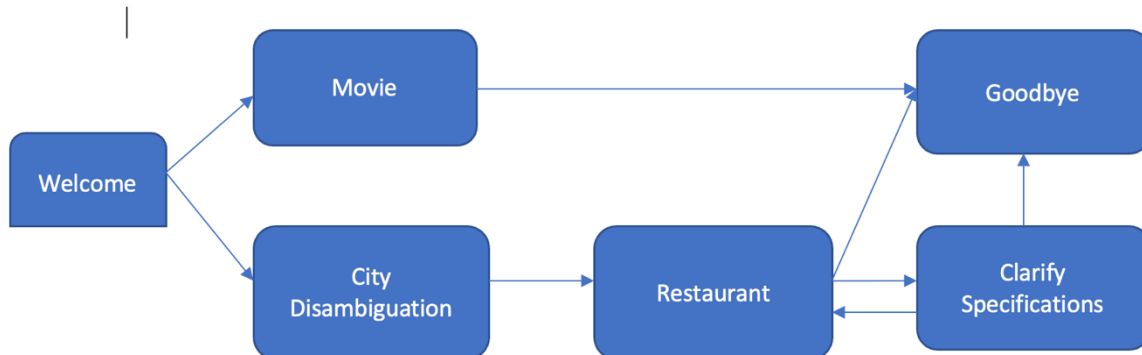 Movie
Goodbye
Welcome
City
Disambiguation
Restaurant
Clarify
Specifications